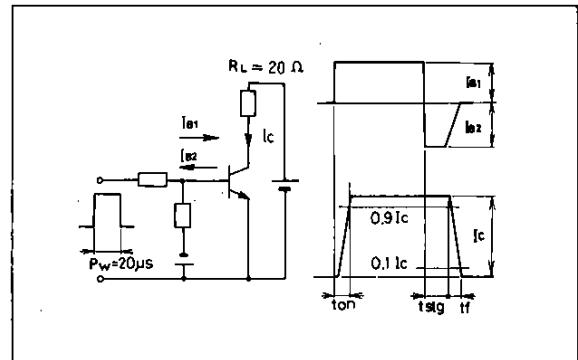 RL = 20 Ω
IB1
IB2
Ic
PW=20μs
IB1
IB2
0,9 Ic
0,1 Ic
Ic
ton
tstg
tf